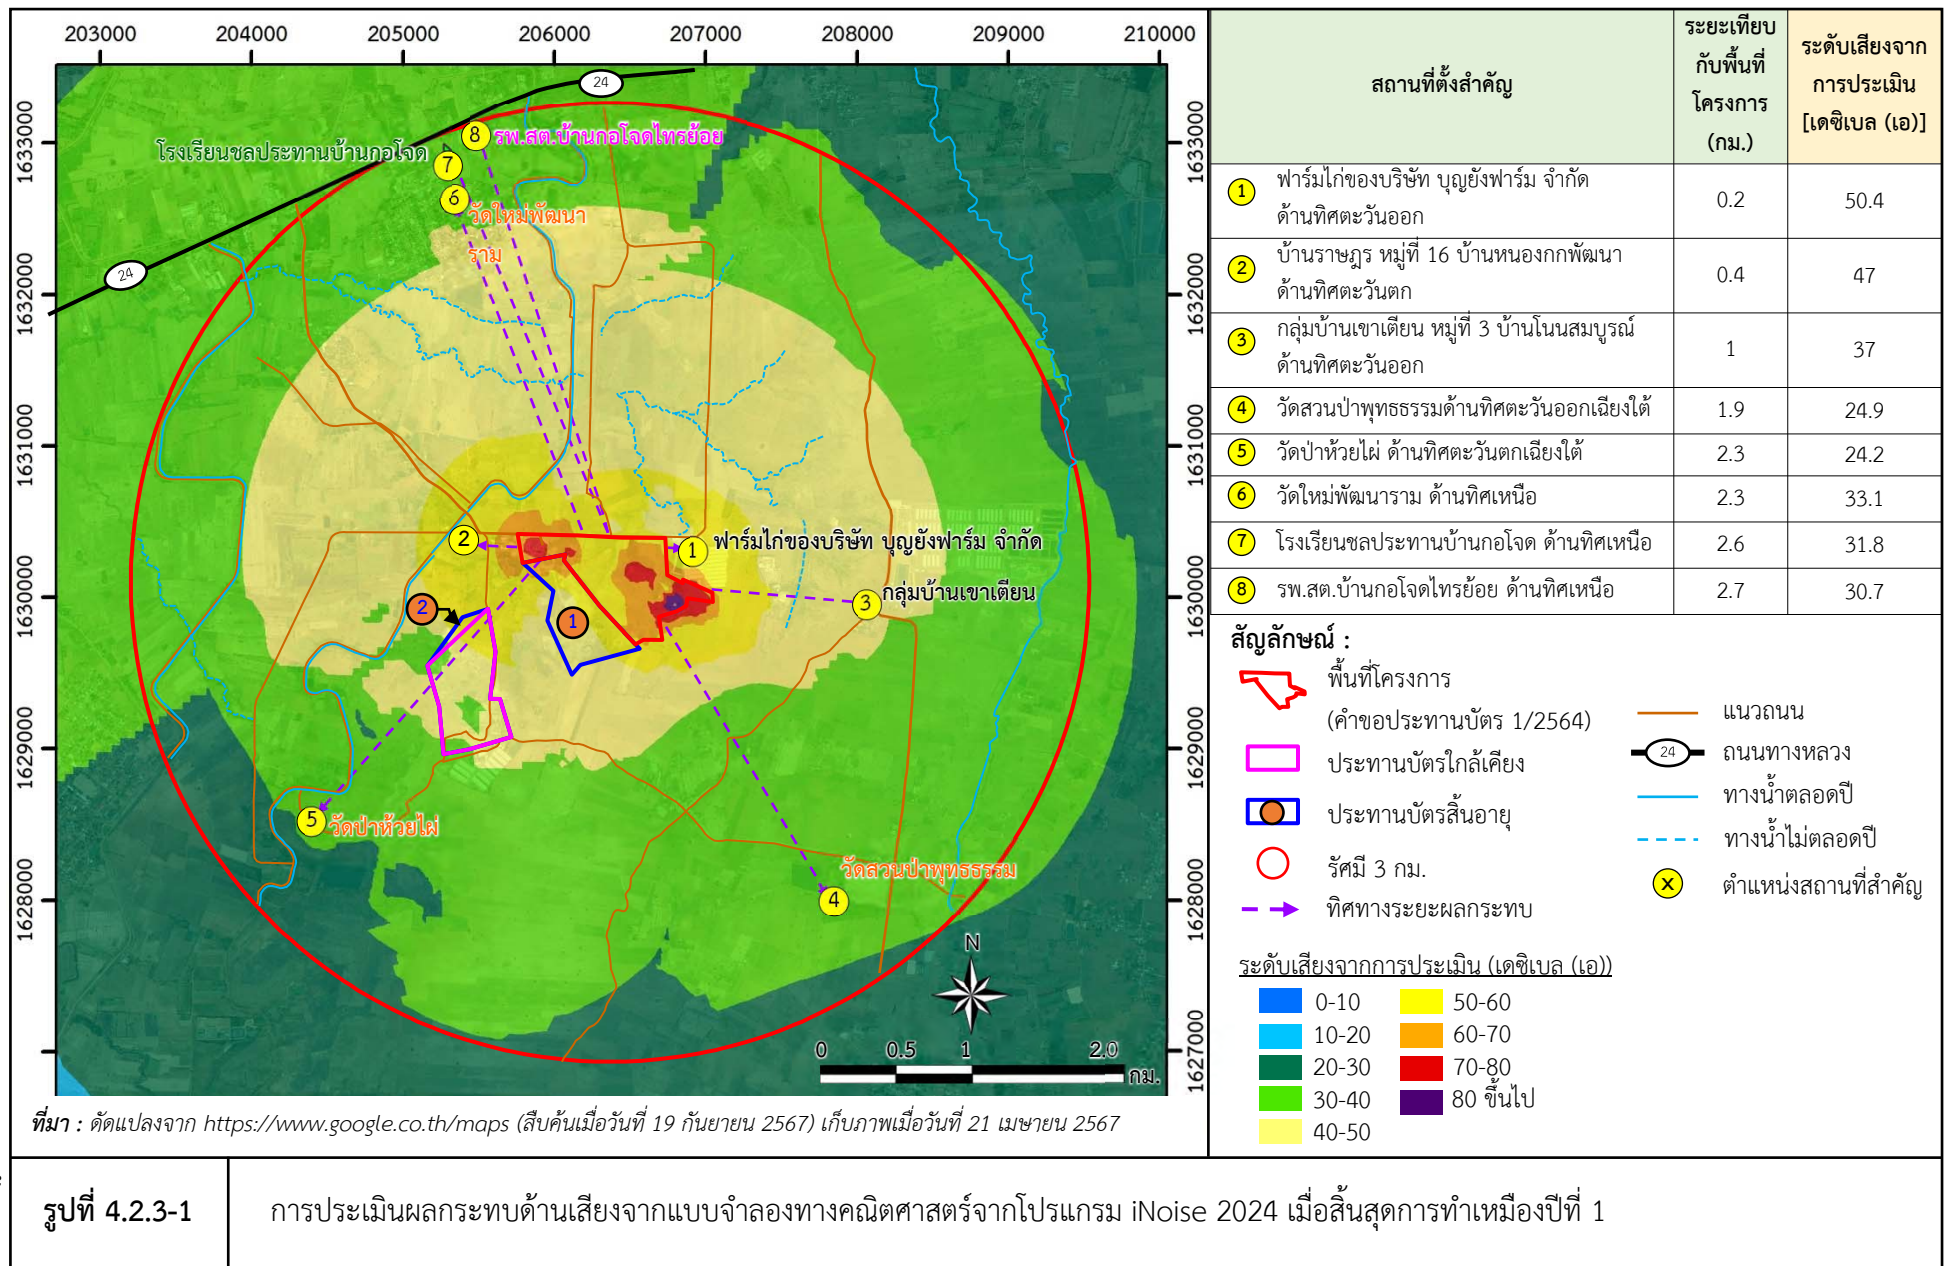 203000 204000 205000 206000 207000 208000 209000 210000
1633000
1632000
1631000
1630000
1629000
1628000
1633000
1632000
1631000
1630000
1629000
1628000
1627000
24
24
8 รพ.สต.บ้านกอโจดไทรย้อย
โรงเรียนชลประทานบ้านกอโจด
7
6
วัดใหม่พัฒนา
ราม
2
1 ฟาร์มไก่ของบริษัท บุญยังฟาร์ม จำกัด
กลุ่มบ้านเขาเตียน
3
2
1
5 วัดป่าห้วยไผ่
วัดสวนป่าพุทธธรรม
4
N
0 0.5 1 2.0
กม.
ที่มา : ดัดแปลงจาก https://www.google.co.th/maps (สืบค้นเมื่อวันที่ 19 กันยายน 2567) เก็บภาพเมื่อวันที่ 21 เมษายน 2567
สถานที่ตั้งสำคัญ
ระยะเทียบ
กับพื้นที่
โครงการ
(กม.)
ระดับเสียงจาก
การประเมิน
[เดซิเบล (เอ)]
1 ฟาร์มไก่ของบริษัท บุญยังฟาร์ม จำกัด
ด้านทิศตะวันออก
0.2 50.4
2 บ้านราษฎร หมู่ที่ 16 บ้านหนองกกพัฒนา
ด้านทิศตะวันตก
0.4 47
3 กลุ่มบ้านเขาเตียน หมู่ที่ 3 บ้านโนนสมบูรณ์
ด้านทิศตะวันออก
1 37
4 วัดสวนป่าพุทธธรรมด้านทิศตะวันออกเฉียงใต้ 1.9 24.9
5 วัดป่าห้วยไผ่ ด้านทิศตะวันตกเฉียงใต้ 2.3 24.2
6 วัดใหม่พัฒนาราม ด้านทิศเหนือ 2.3 33.1
7 โรงเรียนชลประทานบ้านกอโจด ด้านทิศเหนือ 2.6 31.8
8 รพ.สต.บ้านกอโจดไทรย้อย ด้านทิศเหนือ 2.7 30.7
สัญลักษณ์ :
พื้นที่โครงการ
(คำขอประทานบัตร 1/2564)
ประทานบัตรใกล้เคียง
ประทานบัตรสิ้นอายุ
รัศมี 3 กม.
ทิศทางระยะผลกระทบ
แนวถนน
24 ถนนทางหลวง
ทางน้ำตลอดปี
ทางน้ำไม่ตลอดปี
x ตำแหน่งสถานที่สำคัญ
ระดับเสียงจากการประเมิน (เดซิเบล (เอ))
0-10 50-60
10-20 60-70
20-30 70-80
30-40 80 ขึ้นไป
40-50
รูปที่ 4.2.3-1
การประเมินผลกระทบด้านเสียงจากแบบจำลองทางคณิตศาสตร์จากโปรแกรม iNoise 2024 เมื่อสิ้นสุดการทำเหมืองปีที่ 1